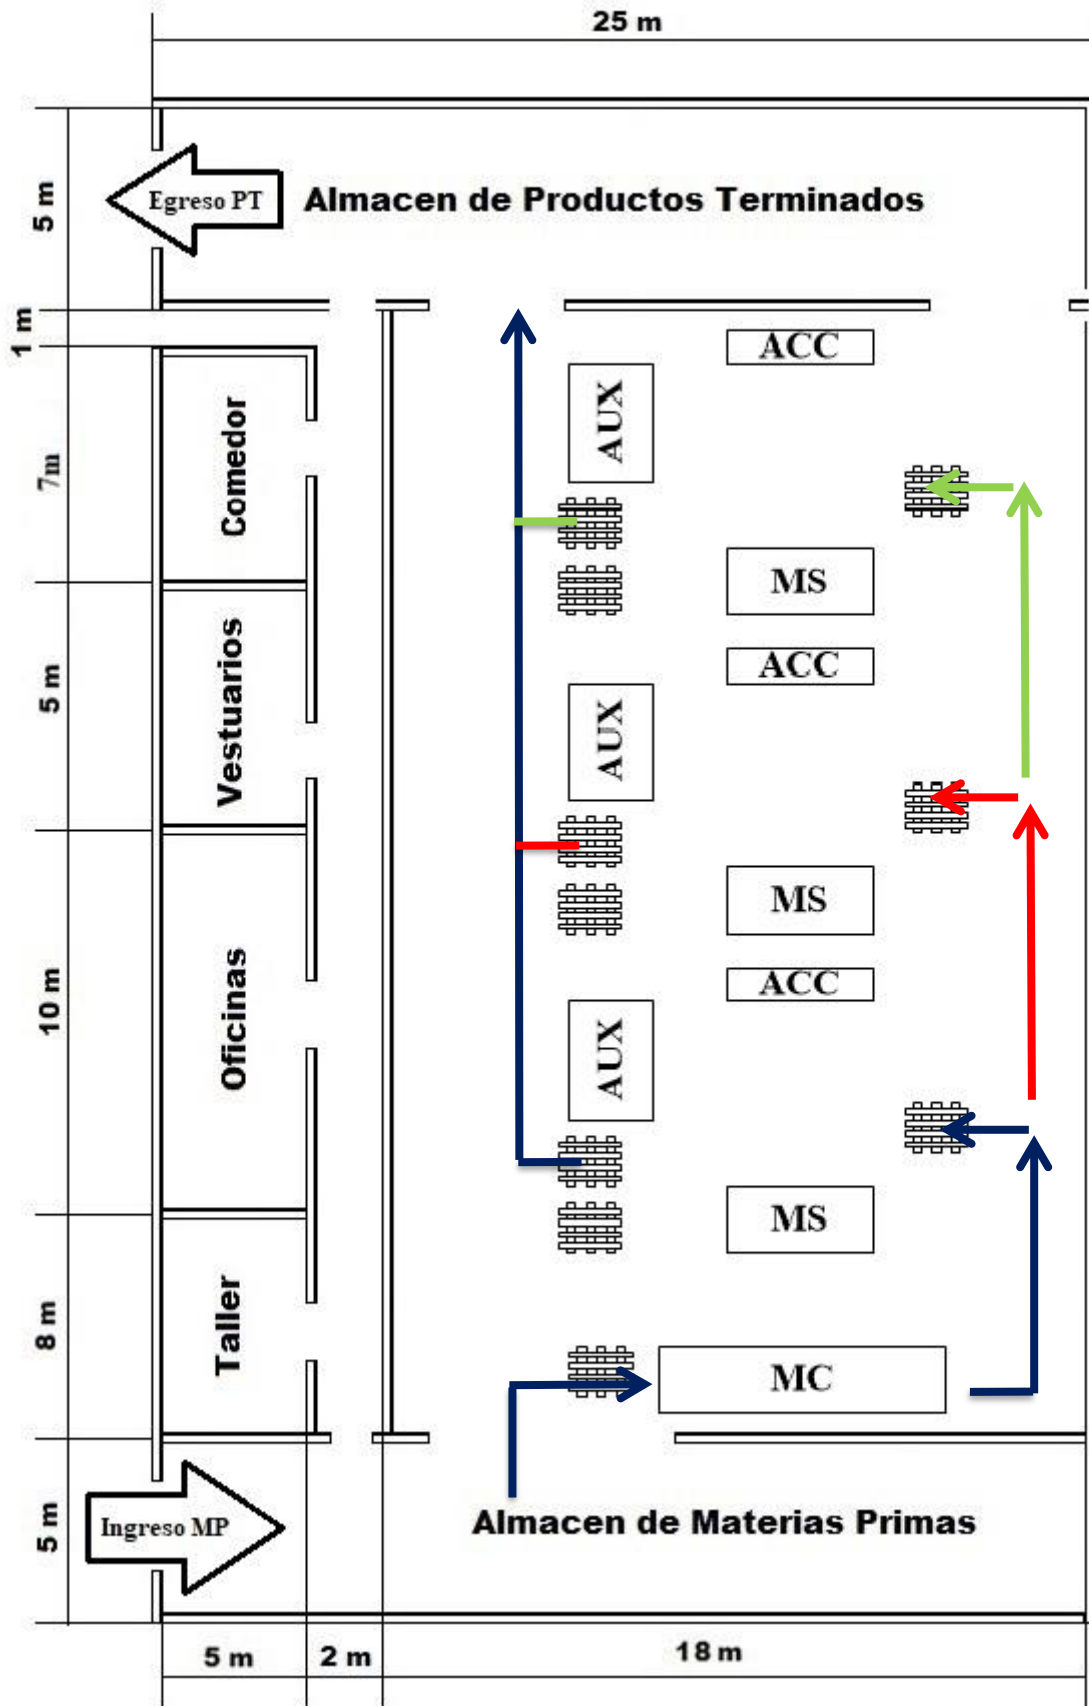 25 m
5 m
Egreso PT
Almacen de Productos Terminados
1 m
ACC
AUX
7m
Comedor
MS
ACC
5 m
Vestuarios
AUX
MS
ACC
10 m
Oficinas
AUX
MS
8 m
Taller
MC
5 m
Ingreso MP
Almacen de Materias Primas
5 m
2 m
18 m